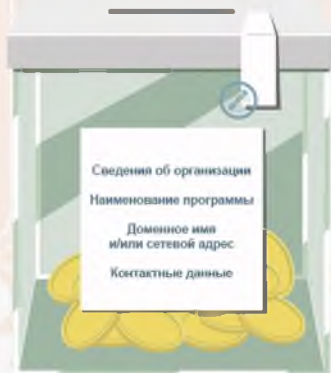 Сведения об организации
Наименование программы
Доменное имя
и/или сетевой адрес
Контактные данные